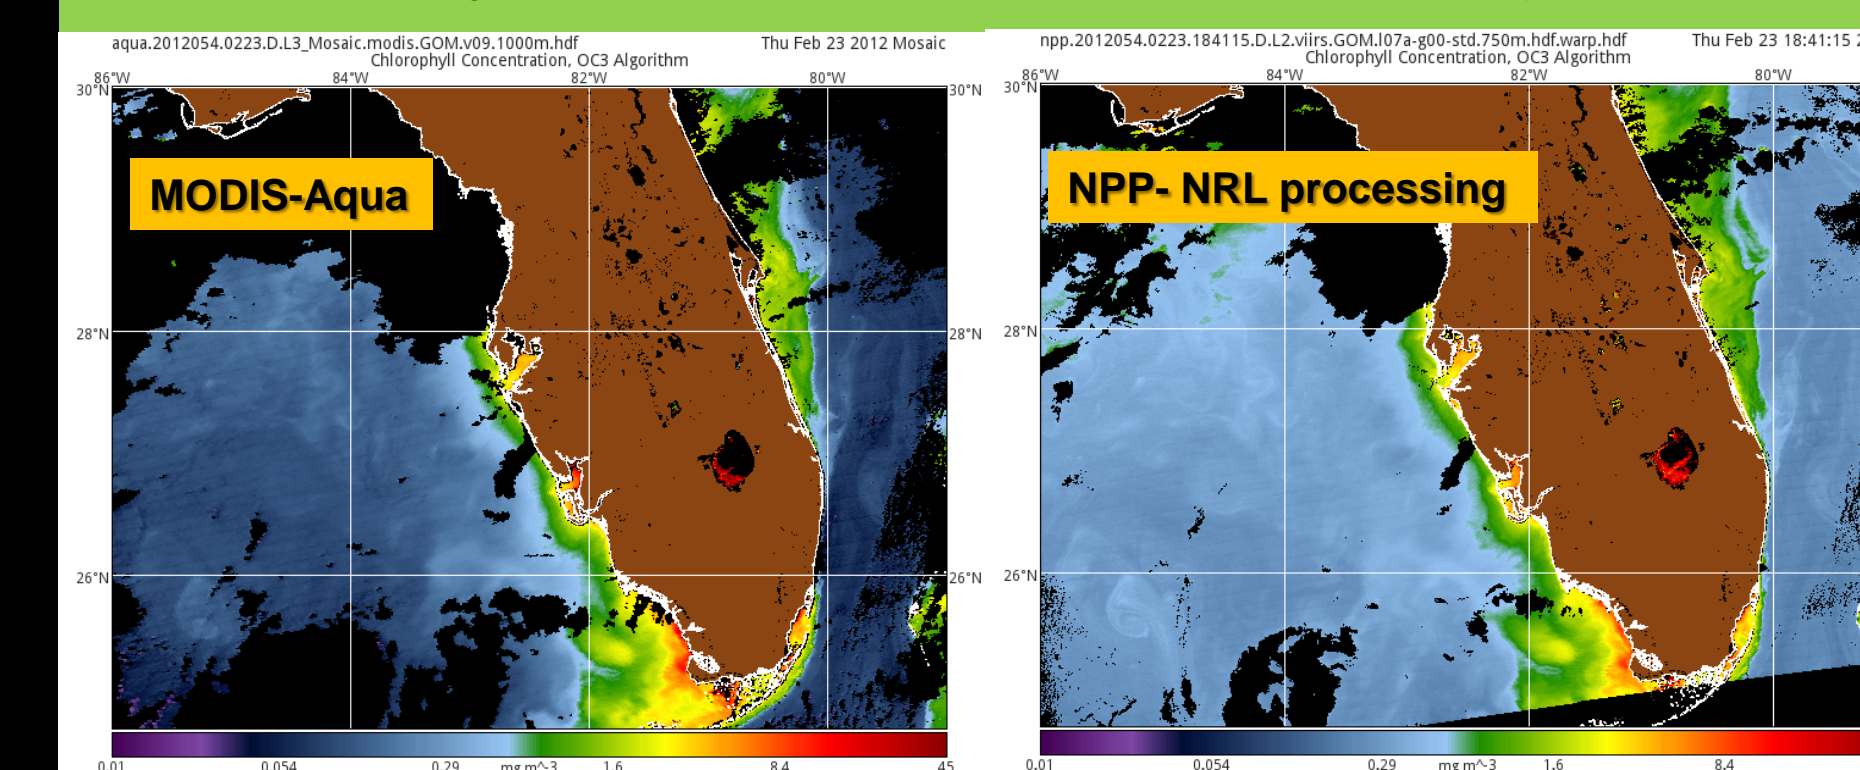 aqua.2012054.0223.D.L3_Mosaic.modis.GOM.v09.1000m.hdf Thu Feb 23 2012 Mosaic
Chlorophyll Concentration, OC3 Algorithm
86°W 84°W 82°W 80°W
30°N 30°N
MODIS-Aqua
28°N 28°N
26°N 26°N
0.01 0.054 0.29 mg m^-3 1.6 8.4 45
npp.2012054.0223.184115.D.L2.viirs.GOM.l07a-g00-std.750m.hdf.warp.hdf Thu Feb 23 18:41:15 2
Chlorophyll Concentration, OC3 Algorithm
86°W 84°W 82°W 80°W
30°N
NPP- NRL processing
28°N
26°N
0.01 0.054 0.29 mg m^-3 1.6 8.4